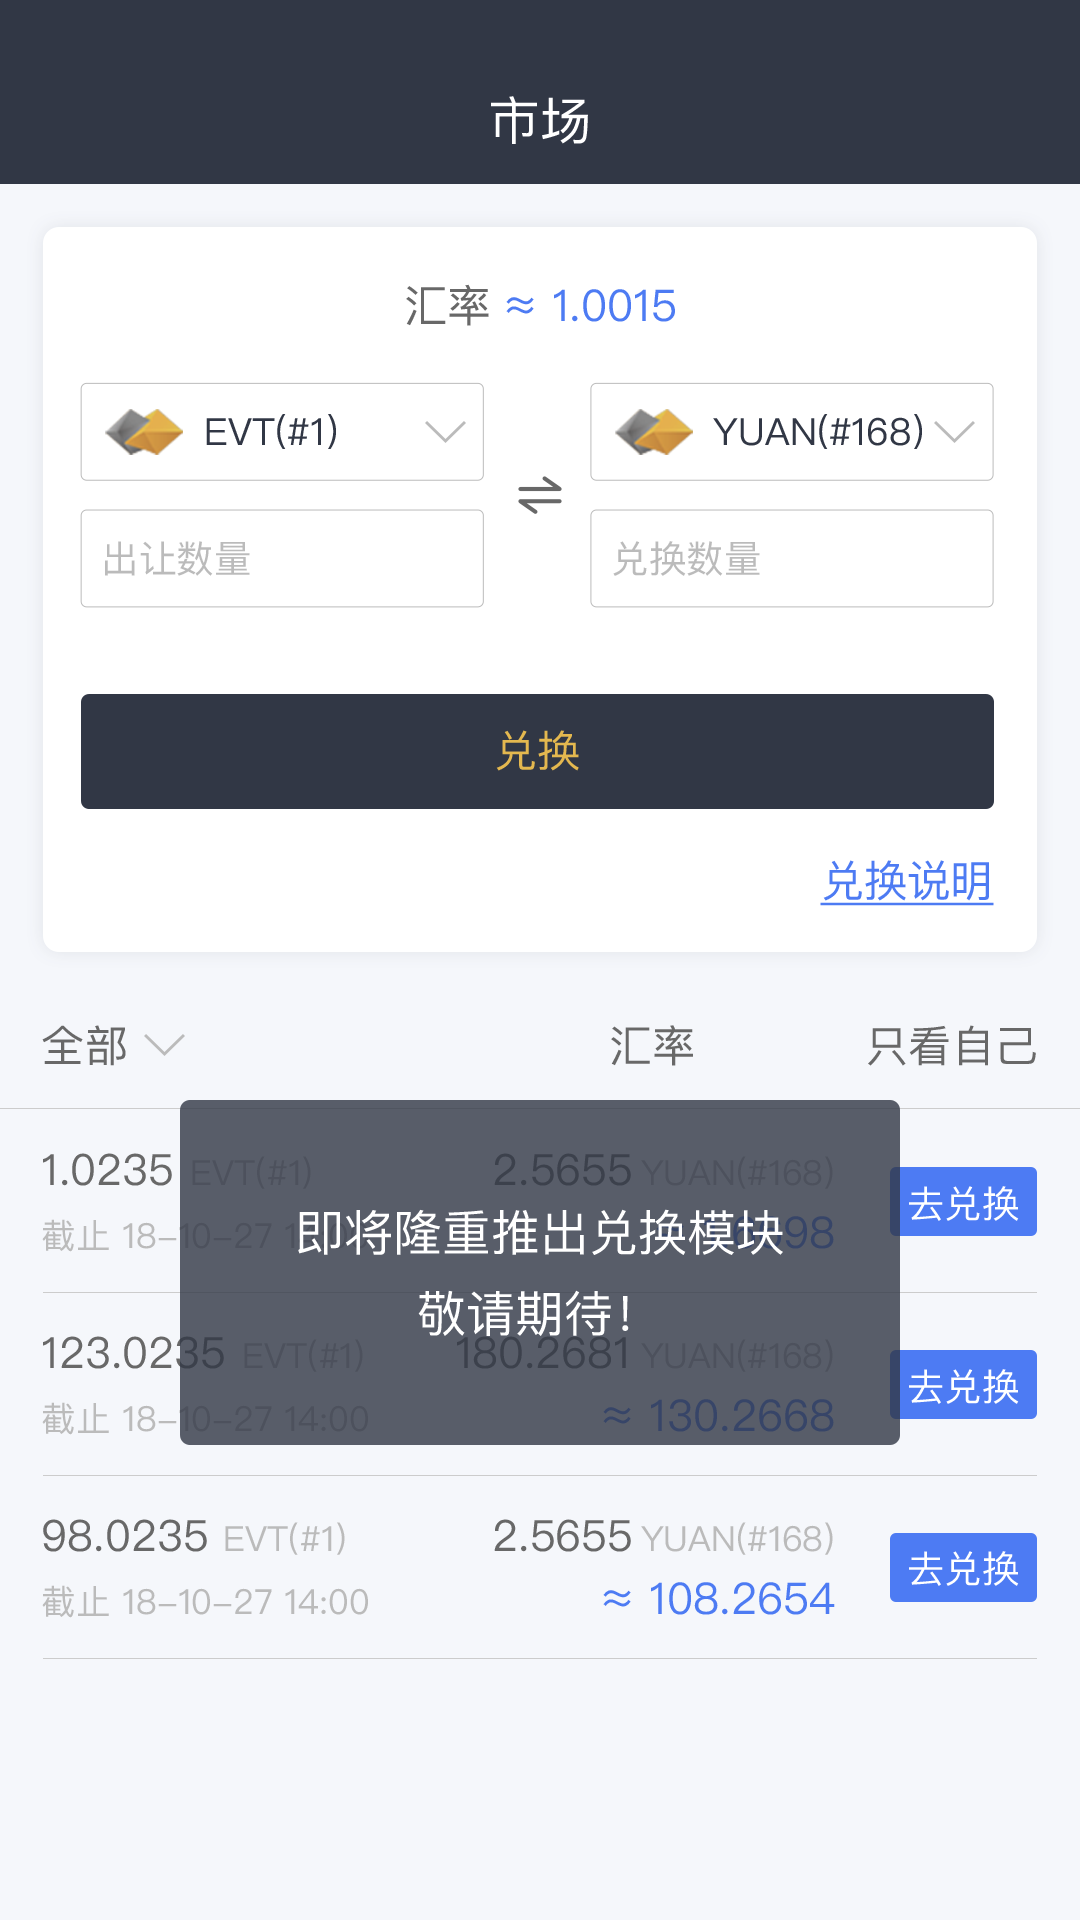 市场
汇率 ≈ 1.0015
EVT(#1)
YUAN(#168)
出让数量
兑换数量
兑换
兑换说明
全部 汇率 只看自己
1.0235 EVT(#1) 2.5655 YUAN(#168)
去兑换
截止 18-10-27
即将隆重推出兑换模块
敬请期待!
123.0235 EVT(#1) 180.2681 YUAN(#168)
去兑换
截止 18-10-27 14:00 ≈ 130.2668
98.0235 EVT(#1) 2.5655 YUAN(#168)
去兑换
截止 18-10-27 14:00 ≈ 108.2654